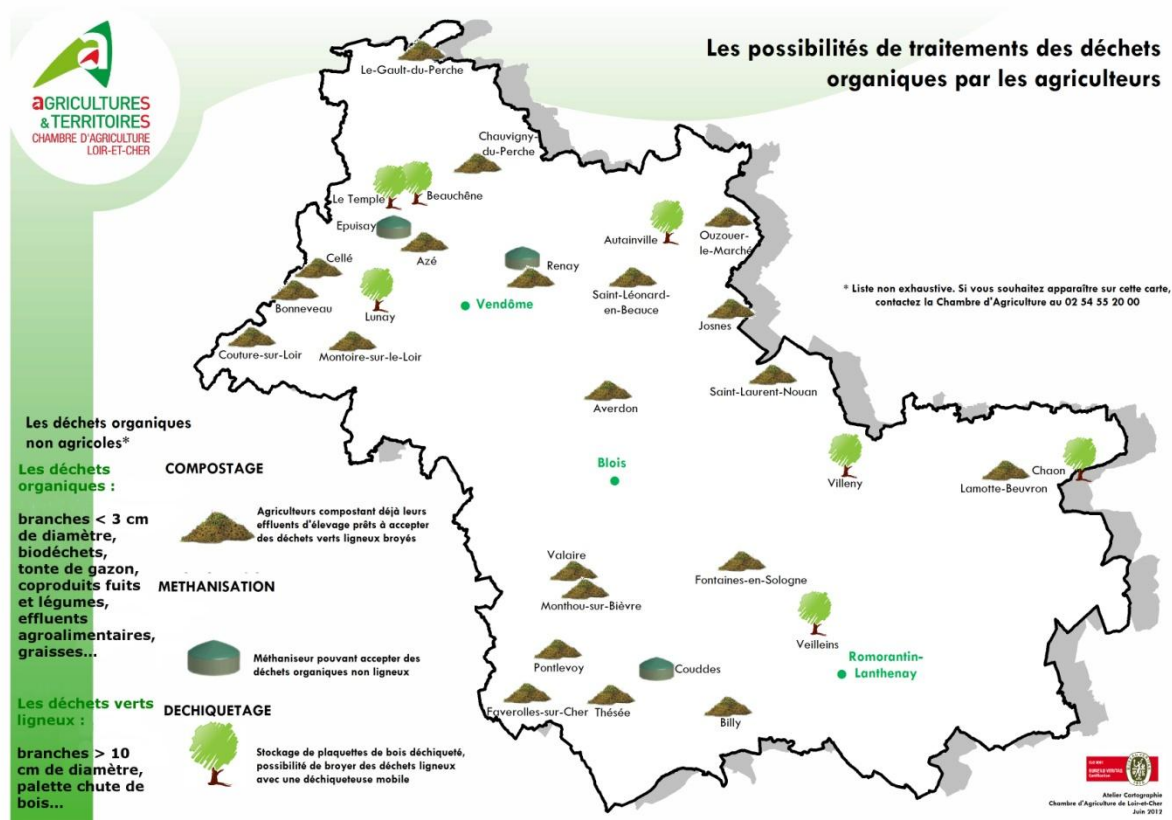 Les possibilités de traitements des déchets
organiques par les agriculteurs
aGRICULTURES
& TERRITOIRES
CHAMBRE D'AGRICULTURE
LOIR-ET-CHER
Le-Gault-du-Perche
Chauvigny-
du-Perche
Le Temple
Beauchêne
Epuisay
Azé
Autainville
Ouzouer-
le-Marché
Cellé
Renay
Bonneveau
Lunay
Vendôme
Saint-Léonard-
en-Beauce
Josnes
* Liste non exhaustive. Si vous souhaitez apparaître sur cette carte,
contactez la Chambre d'Agriculture au 02 54 55 20 00
Couture-sur-Loir
Montoire-sur-le-Loir
Saint-Laurent-Nouan
Averdon
Blois
Villeny
Chaon
Lamotte-Beuvron
Valaire
Monthou-sur-Bièvre
Fontaines-en-Sologne
Veilleins
Pontlevoy
Couddes
Romorantin-
Lanthenay
Faverolles-sur-Cher
Thésée
Billy
Les déchets organiques
non agricoles*
Les déchets
organiques :
branches < 3 cm
de diamètre,
biodéchets,
tonte de gazon,
coproduits fuits
et légumes,
effluents
agroalimentaires,
graisses...
Les déchets verts
ligneux :
branches > 10
cm de diamètre,
palette chute de
bois...
COMPOSTAGE
Agriculteurs compostant déjà leurs
effluents d'élevage prêts à accepter
des déchets verts ligneux broyés
METHANISATION
Méthaniseur pouvant accepter des
déchets organiques non ligneux
DECHIQUETAGE
Stockage de plaquettes de bois déchiqueté,
possibilité de broyer des déchets ligneux
avec une déchiqueteuse mobile
BUREAU VERITAS
Certification
Atelier Cartographie
Chambre d'Agriculture de Loir-et-Cher
Juin 2012